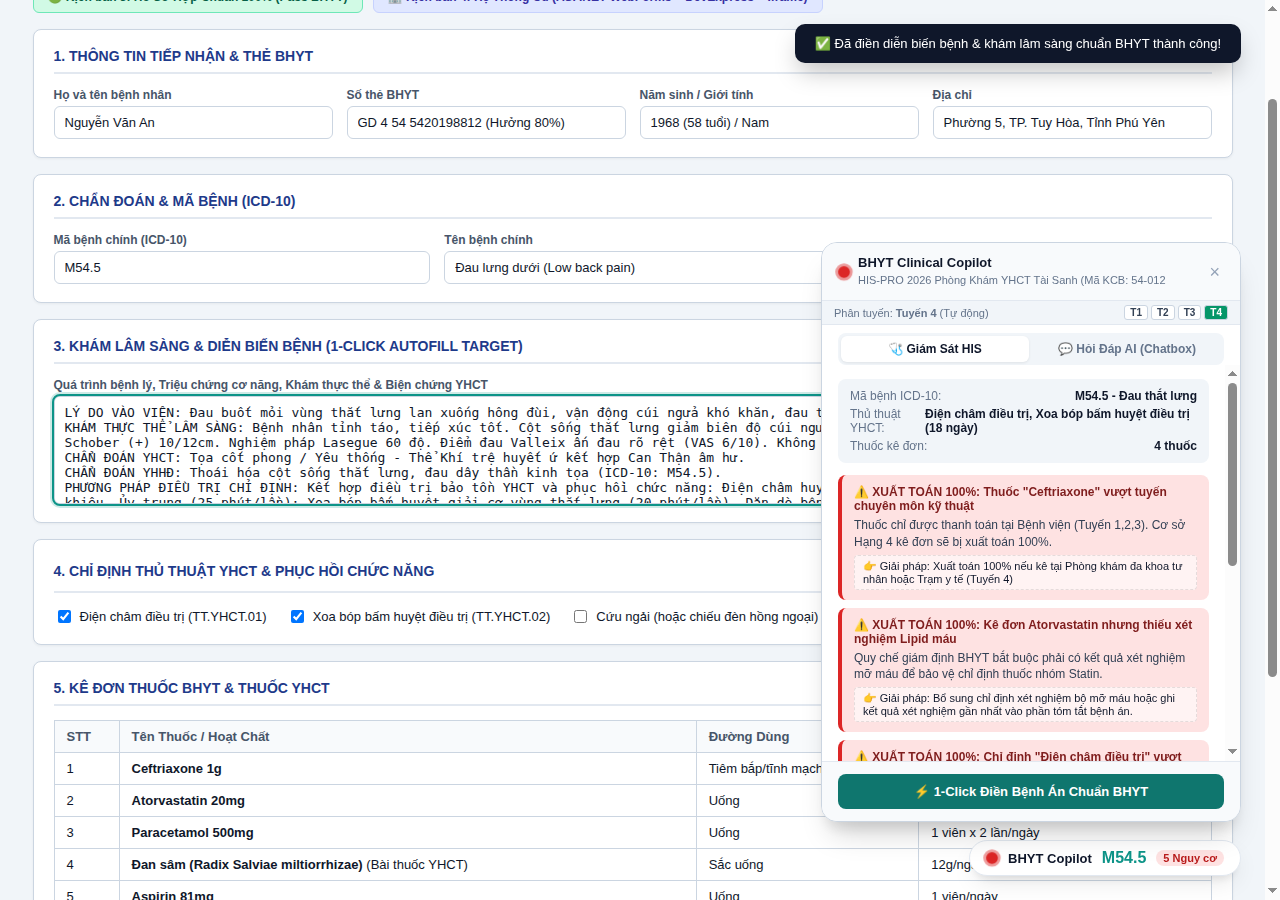 ✅ Đã điền diễn biến bệnh & khám lâm sàng chuẩn BHYT thành công!
1. THÔNG TIN TIẾP NHẬN & THẺ BHYT
Họ và tên bệnh nhân
Số thẻ BHYT
Năm sinh / Giới tính
Địa chỉ
Nguyễn Văn An
GD 4 54 5420198812 (Hưởng 80%)
1968 (58 tuổi) / Nam
Phường 5, TP. Tuy Hòa, Tỉnh Phú Yên
2. CHẨN ĐOÁN & MÃ BỆNH (ICD-10)
Mã bệnh chính (ICD-10)
Tên bệnh chính
M54.5
Đau lưng dưới (Low back pain)
3. KHÁM LÂM SÀNG & DIỄN BIẾN BỆNH (1-CLICK AUTOFILL TARGET)
Quá trình bệnh lý, Triệu chứng cơ năng, Khám thực thể & Biện chứng YHCT
LÝ DO VÀO VIỆN: Đau buốt mỏi vùng thắt lưng lan xuống hông đùi, vận động cúi ngửa khó khăn, đau t
KHÁM THỰC THỂ LÂM SÀNG: Bệnh nhân tỉnh táo, tiếp xúc tốt. Cột sống thắt lưng giảm biên độ cúi ngử
Schober (+) 10/12cm. Nghiệm pháp Lasegue 60 độ. Điểm đau Valleix ấn đau rõ rệt (VAS 6/10). Không
CHẨN ĐOÁN YHCT: Tọa cốt phong / Yêu thống - Thể Khí trệ huyết ứ kết hợp Can Thận âm hư.
CHẨN ĐOÁN YHHĐ: Thoái hóa cột sống thắt lưng, đau dây thần kinh tọa (ICD-10: M54.5).
PHƯƠNG PHÁP ĐIỀU TRỊ CHỈ ĐỊNH: Kết hợp điều trị bảo tồn YHCT và phục hồi chức năng: Điện châm huy
4. CHỈ ĐỊNH THỦ THUẬT YHCT & PHỤC HỒI CHỨC NĂNG
Điện châm điều trị (TT.YHCT.01)
Xoa bóp bấm huyệt điều trị (TT.YHCT.02)
Cứu ngải (hoặc chiếu đèn hồng ngoại)
5. KÊ ĐƠN THUỐC BHYT & THUỐC YHCT
STT
Tên Thuốc / Hoạt Chất
Đường Dùng
1
Ceftriaxone 1g
Tiêm bắp/tĩnh mạch
2
Atorvastatin 20mg
Uống
3
Paracetamol 500mg
Uống
1 viên x 2 lần/ngày
4
Đan sâm (Radix Salviae miltiorrhizae) (Bài thuốc YHCT)
Sắc uống
12g/ng
5
Aspirin 81mg
Uống
1 viên/ngày
BHYT Clinical Copilot
HIS-PRO 2026 Phòng Khám YHCT Tài Sanh (Mã KCB: 54-012
×
Phân tuyến: Tuyến 4 (Tự động)
T1
T2
T3
T4
🩺 Giám Sát HIS
💬 Hỏi Đáp AI (Chatbox)
Mã bệnh ICD-10:
M54.5 - Đau thắt lưng
Thủ thuật YHCT:
Điện châm điều trị, Xoa bóp bấm huyệt điều trị
(18 ngày)
Thuốc kê đơn:
4 thuốc
⚠️ XUẤT TOÁN 100%: Thuốc "Ceftriaxone" vượt tuyến
chuyên môn kỹ thuật
Thuốc chỉ được thanh toán tại Bệnh viện (Tuyến 1,2,3). Cơ sở
Hạng 4 kê đơn sẽ bị xuất toán 100%.
👉 Giải pháp: Xuất toán 100% nếu kê tại Phòng khám đa khoa tư
nhân hoặc Trạm y tế (Tuyến 4)
⚠️ XUẤT TOÁN 100%: Kê đơn Atorvastatin nhưng thiếu xét
nghiệm Lipid máu
Quy chế giám định BHYT bắt buộc phải có kết quả xét nghiệm
mỡ máu để bảo vệ chỉ định thuốc nhóm Statin.
👉 Giải pháp: Bổ sung chỉ định xét nghiệm bộ mỡ máu hoặc ghi
kết quả xét nghiệm gần nhất vào phần tóm tắt bệnh án.
⚠️ XUẤT TOÁN 100%: Chỉ định "Điện châm điều trị" vượt
⚡ 1-Click Điền Bệnh Án Chuẩn BHYT
BHYT Copilot
M54.5
5 Nguy cơ